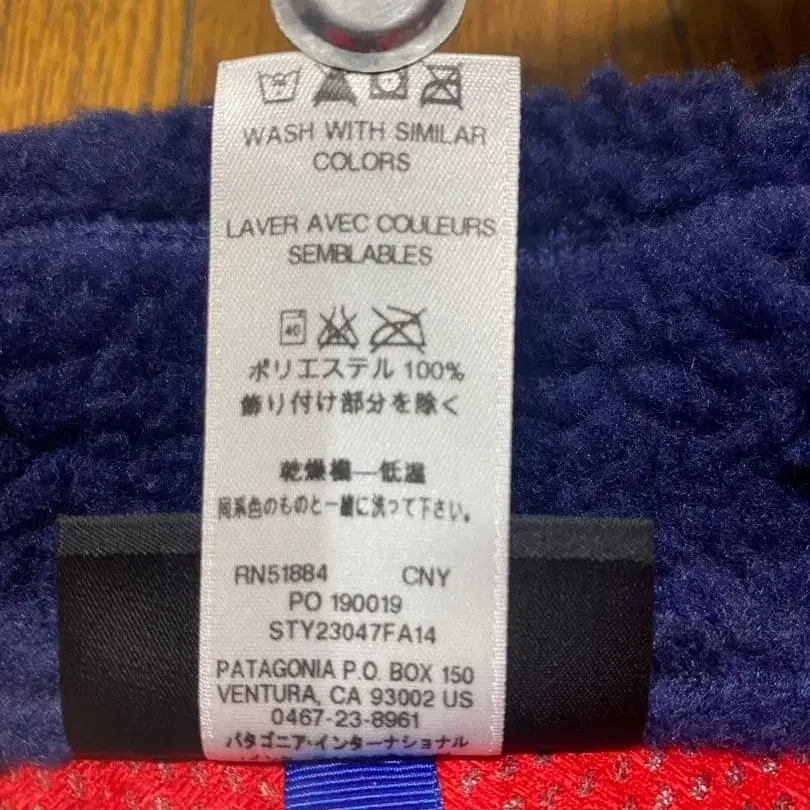 WASH WITH SIMILAR
COLORS
LAVER AVEC COULEURS
SEMBLABLES
40
ポリエステル 100%
飾り付け部分を除く
乾燥機—低温
同系色のものと一緒に洗って下さい。
RN51884 CNY
PO 190019
STY23047FA14
PATAGONIA P.O. BOX 150
VENTURA, CA 93002 US
0467-23-8961
パタゴニア・インターナショナル